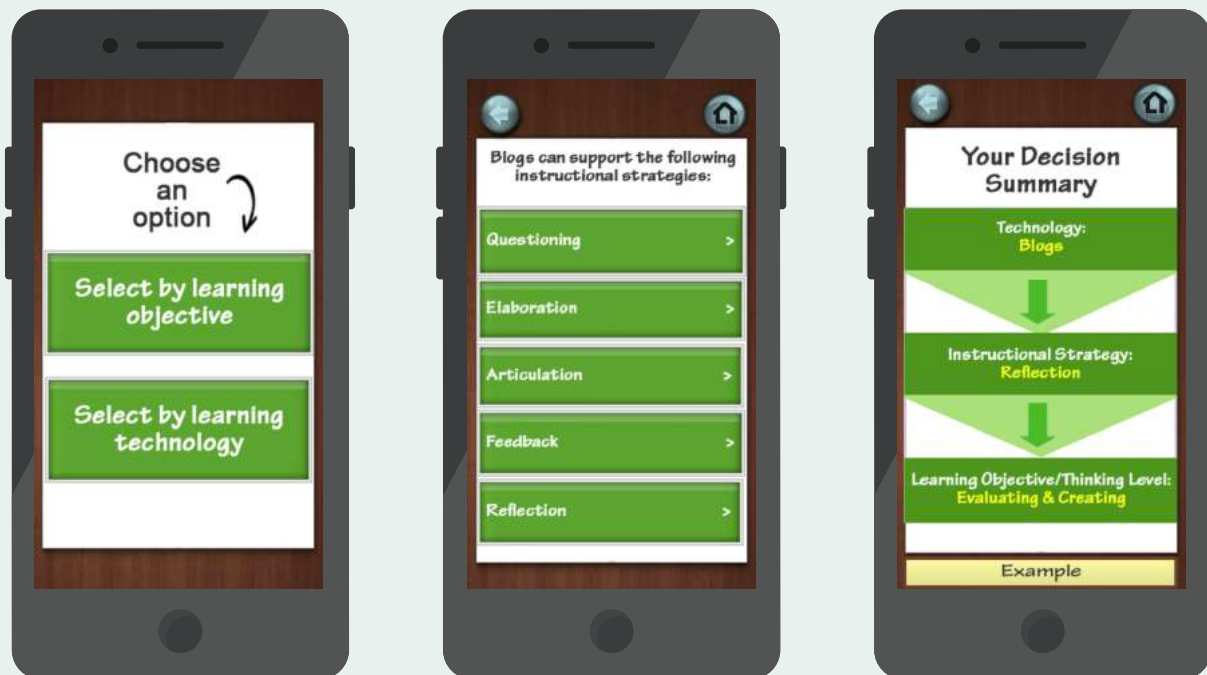 Choose
an
option
Select by learning
objective
Select by learning
technology
Blogs can support the following
instructional strategies:
Questioning >
Elaboration >
Articulation >
Feedback >
Reflection >
Your Decision
Summary
Technology:
Blogs
Instructional Strategy:
Reflection
Learning Objective/Thinking Level:
Evaluating & Creating
Example